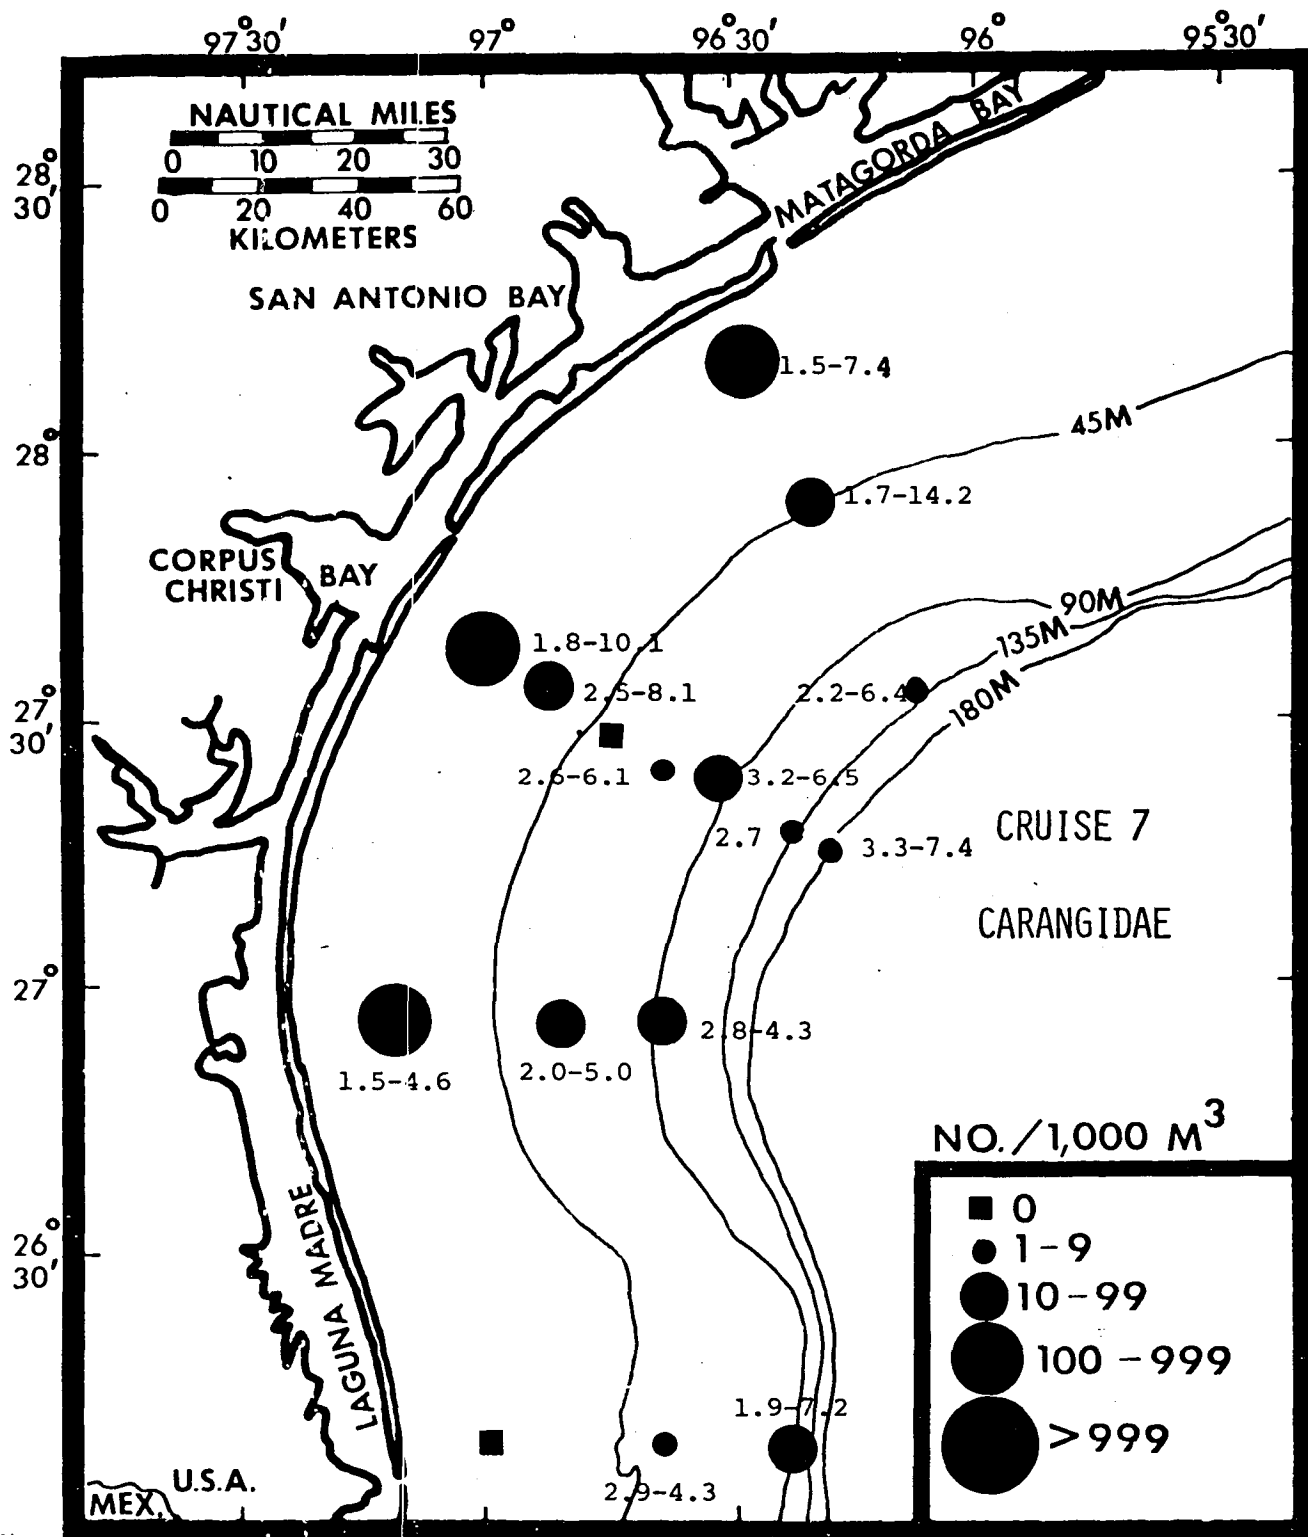 97°30' 97° 96°30' 96° 95°30'
NAUTICAL MILES
0 10 20 30
0 20 40 60
KILOMETERS
28°
30'
MATAGORDA BAY
SAN ANTONIO BAY
1.5-7.4
45M
28°
1.7-14.2
CORPUS
CHRISTI BAY
90M
135M
180M
1.8-10.1
2.5-8.1
2.2-6.4
27°
30'
2.6-6.1
3.2-6.5
2.7
3.3-7.4
CRUISE 7
CARANGIDAE
27°
2.8-4.3
1.5-4.6
2.0-5.0
NO./1,000 M³
0
1-9
10-99
100-999
>999
26°
30'
LAGUNA MADRE
1.9-7.2
2.9-4.3
U.S.A.
MEX.